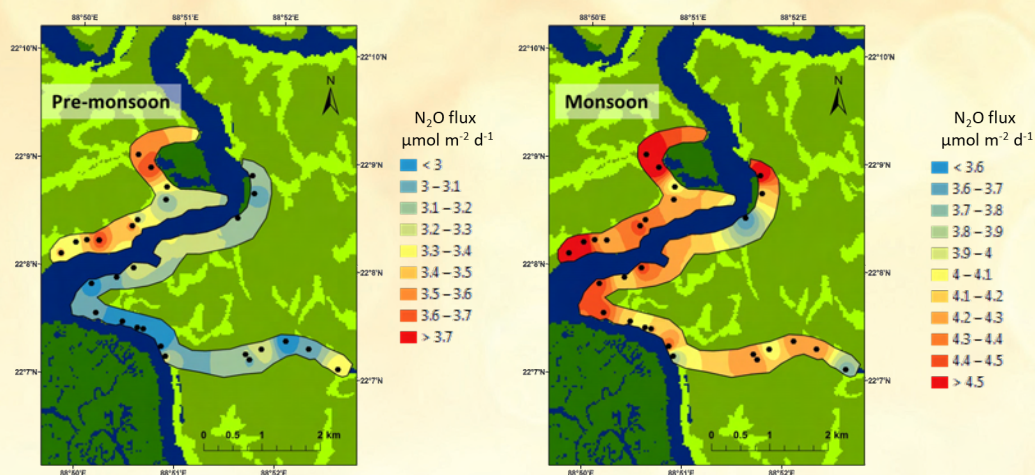 88°50'E 88°51'E 88°52'E
22°10'N
22°10'N
N
Pre-monsoon
22°9'N
22°9'N
22°8'N
22°8'N
22°7'N
22°7'N
0 0.5 1 2 km
88°50'E 88°51'E 88°52'E
N₂O flux
μmol m⁻² d⁻¹
< 3
3 – 3.1
3.1 – 3.2
3.2 – 3.3
3.3 – 3.4
3.4 – 3.5
3.5 – 3.6
3.6 – 3.7
> 3.7
88°50'E 88°51'E 88°52'E
22°10'N
22°10'N
N
Monsoon
22°9'N
22°9'N
22°8'N
22°8'N
22°7'N
22°7'N
0 0.5 1 2 km
88°50'E 88°51'E 88°52'E
N₂O flux
μmol m⁻² d⁻¹
< 3.6
3.6 – 3.7
3.7 – 3.8
3.8 – 3.9
3.9 – 4
4 – 4.1
4.1 – 4.2
4.2 – 4.3
4.3 – 4.4
4.4 – 4.5
> 4.5